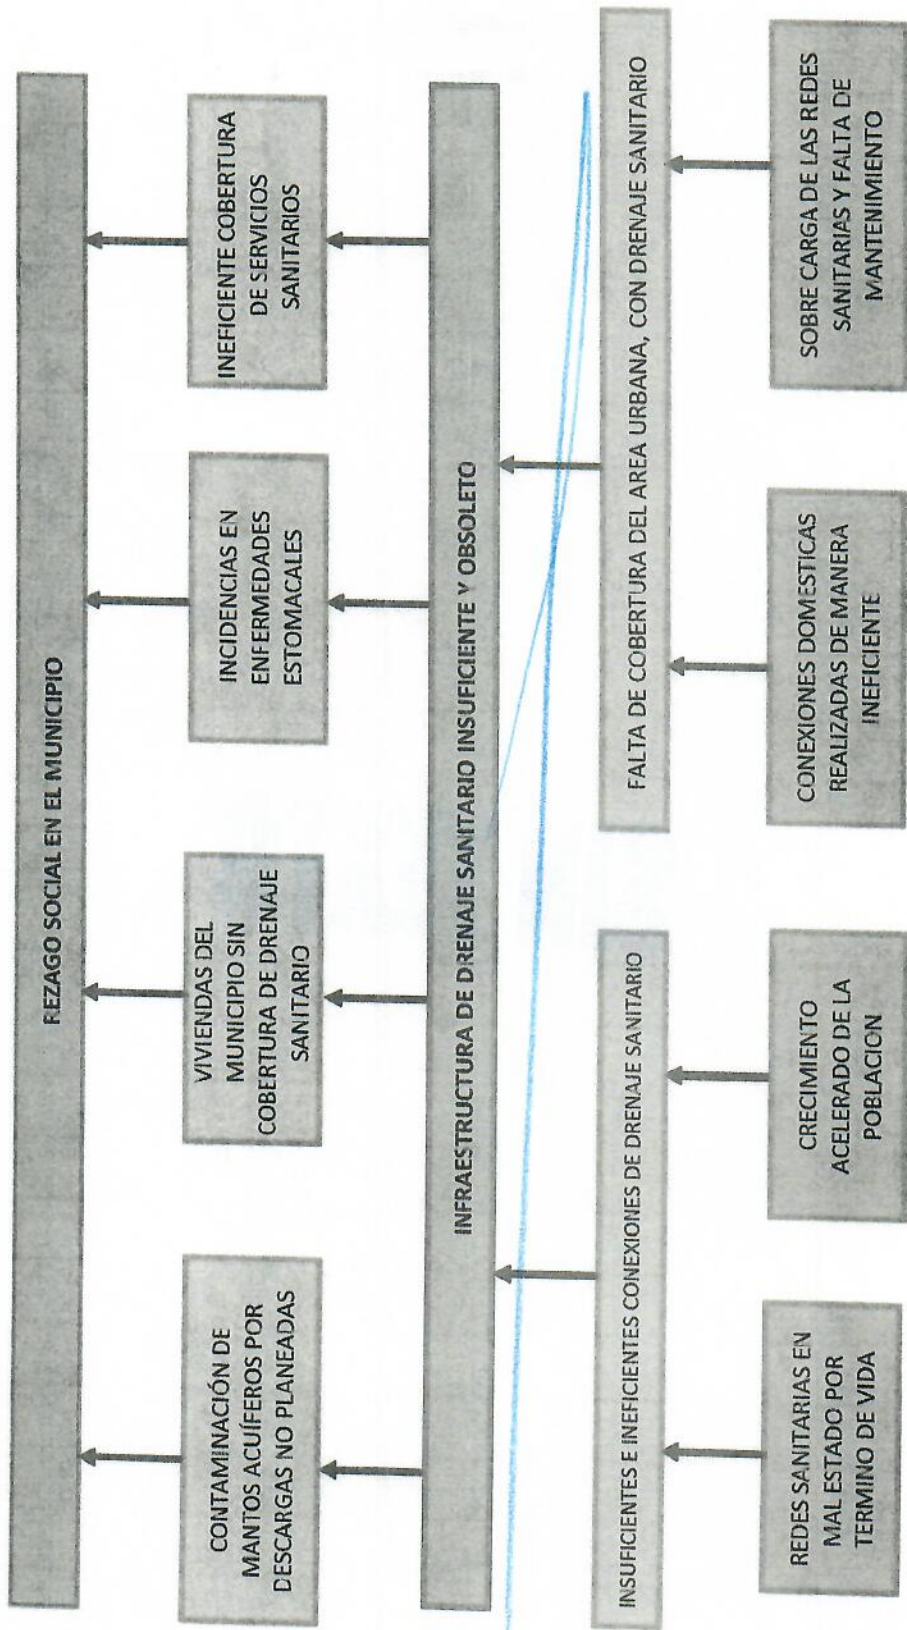 REZAGO SOCIAL EN EL MUNICIPIO
CONTAMINACIÓN DE
MANTOS ACUÍFEROS POR
DESCARGAS NO PLANEADAS
VIVIENDAS DEL
MUNICIPIO SIN
COBERTURA DE DRENAJE
SANITARIO
INCIDENCIAS EN
ENFERMEDADES
ESTOMACALES
INEFICIENTE COBERTURA
DE SERVICIOS
SANITARIOS
INFRAESTRUCTURA DE DRENAJE SANITARIO INSUFICIENTE Y OBSOLETO
INSUFICIENTES E INEFICIENTES CONEXIONES DE DRENAJE SANITARIO
FALTA DE COBERTURA DEL AREA URBANA, CON DRENAJE SANITARIO
REDES SANITARIAS EN
MAL ESTADO POR
TERMINO DE VIDA
CRECIMIENTO
ACELERADO DE LA
POBLACION
CONEXIONES DOMESTICAS
REALIZADAS DE MANERA
INEFICIENTE
SOBRE CARGA DE LAS REDES
SANITARIAS Y FALTA DE
MANTENIMIENTO